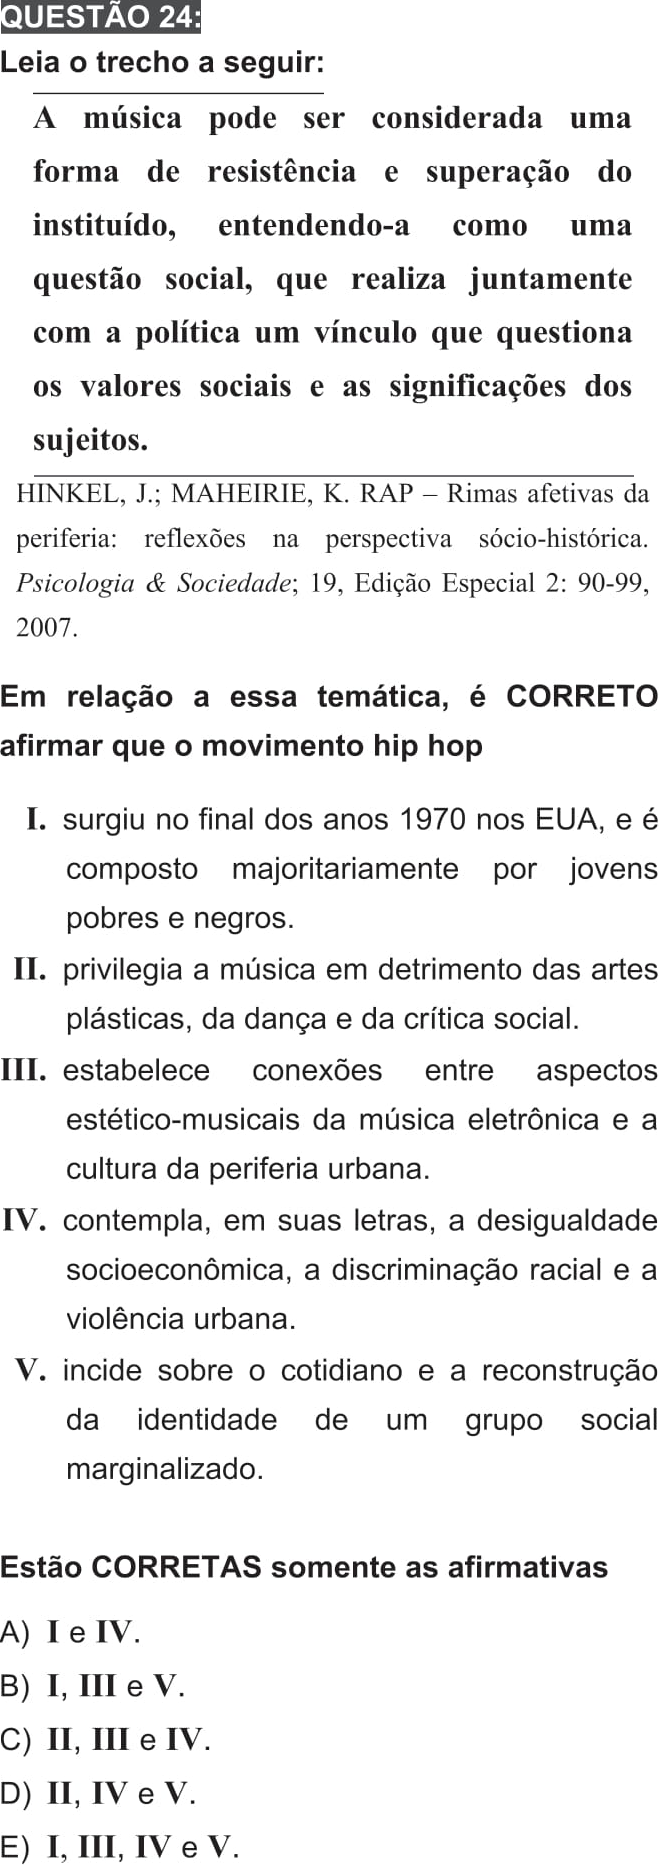 QUESTÃO 24:
Leia o trecho a seguir:
A música pode ser considerada uma
forma de resistência e superação do
instituído, entendendo-a como uma
questão social, que realiza juntamente
com a política um vínculo que questiona
os valores sociais e as significações dos
sujeitos.
HINKEL, J.; MAHEIRIE, K. RAP – Rimas afetivas da
periferia: reflexões na perspectiva sócio-histórica.
Psicologia & Sociedade; 19, Edição Especial 2: 90-99,
2007.
Em relação a essa temática, é CORRETO
afirmar que o movimento hip hop
I. surgiu no final dos anos 1970 nos EUA, e é
composto majoritariamente por jovens
pobres e negros.
II. privilegia a música em detrimento das artes
plásticas, da dança e da crítica social.
III. estabelece conexões entre aspectos
estético-musicais da música eletrônica e a
cultura da periferia urbana.
IV. contempla, em suas letras, a desigualdade
socioeconômica, a discriminação racial e a
violência urbana.
V. incide sobre o cotidiano e a reconstrução
da identidade de um grupo social
marginalizado.
Estão CORRETAS somente as afirmativas
A) I e IV.
B) I, III e V.
C) II, III e IV.
D) II, IV e V.
E) I, III, IV e V.